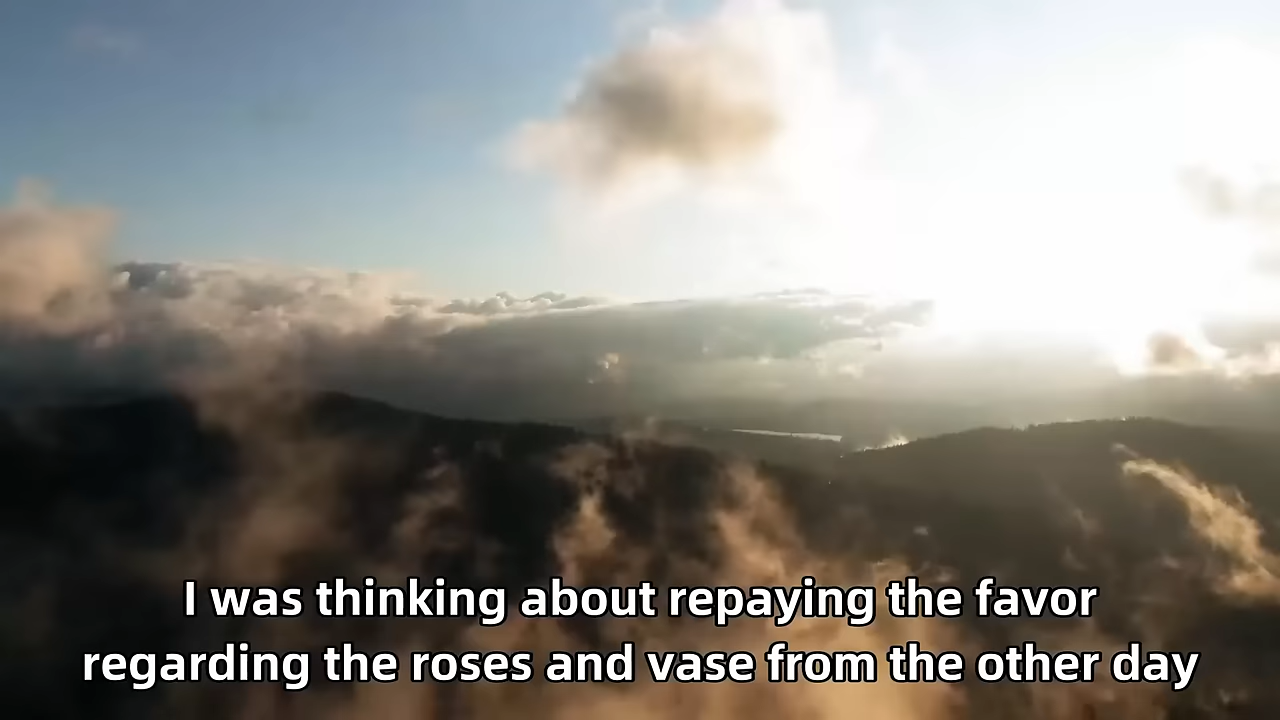 I was thinking about repaying the favor
regarding the roses and vase from the other day